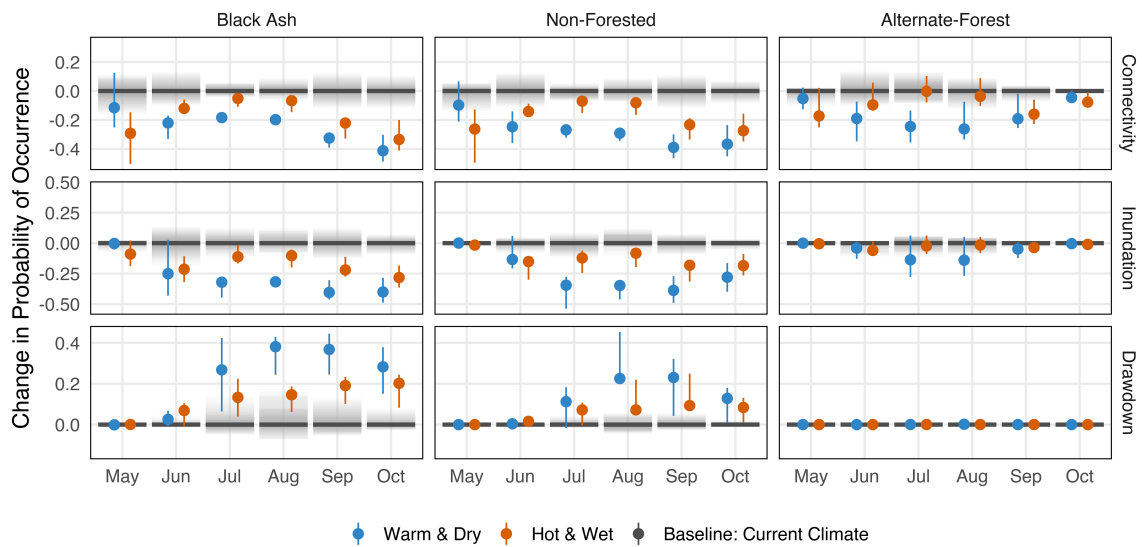 Black Ash
Non-Forested
Alternate-Forest
Change in Probability of Occurrence
0.2
0.0
-0.2
-0.4
Connectivity
0.50
0.25
0.00
-0.25
-0.50
Inundation
0.4
0.2
0.0
Drawdown
May Jun Jul Aug Sep Oct
May Jun Jul Aug Sep Oct
May Jun Jul Aug Sep Oct
Warm & Dry Hot & Wet Baseline: Current Climate